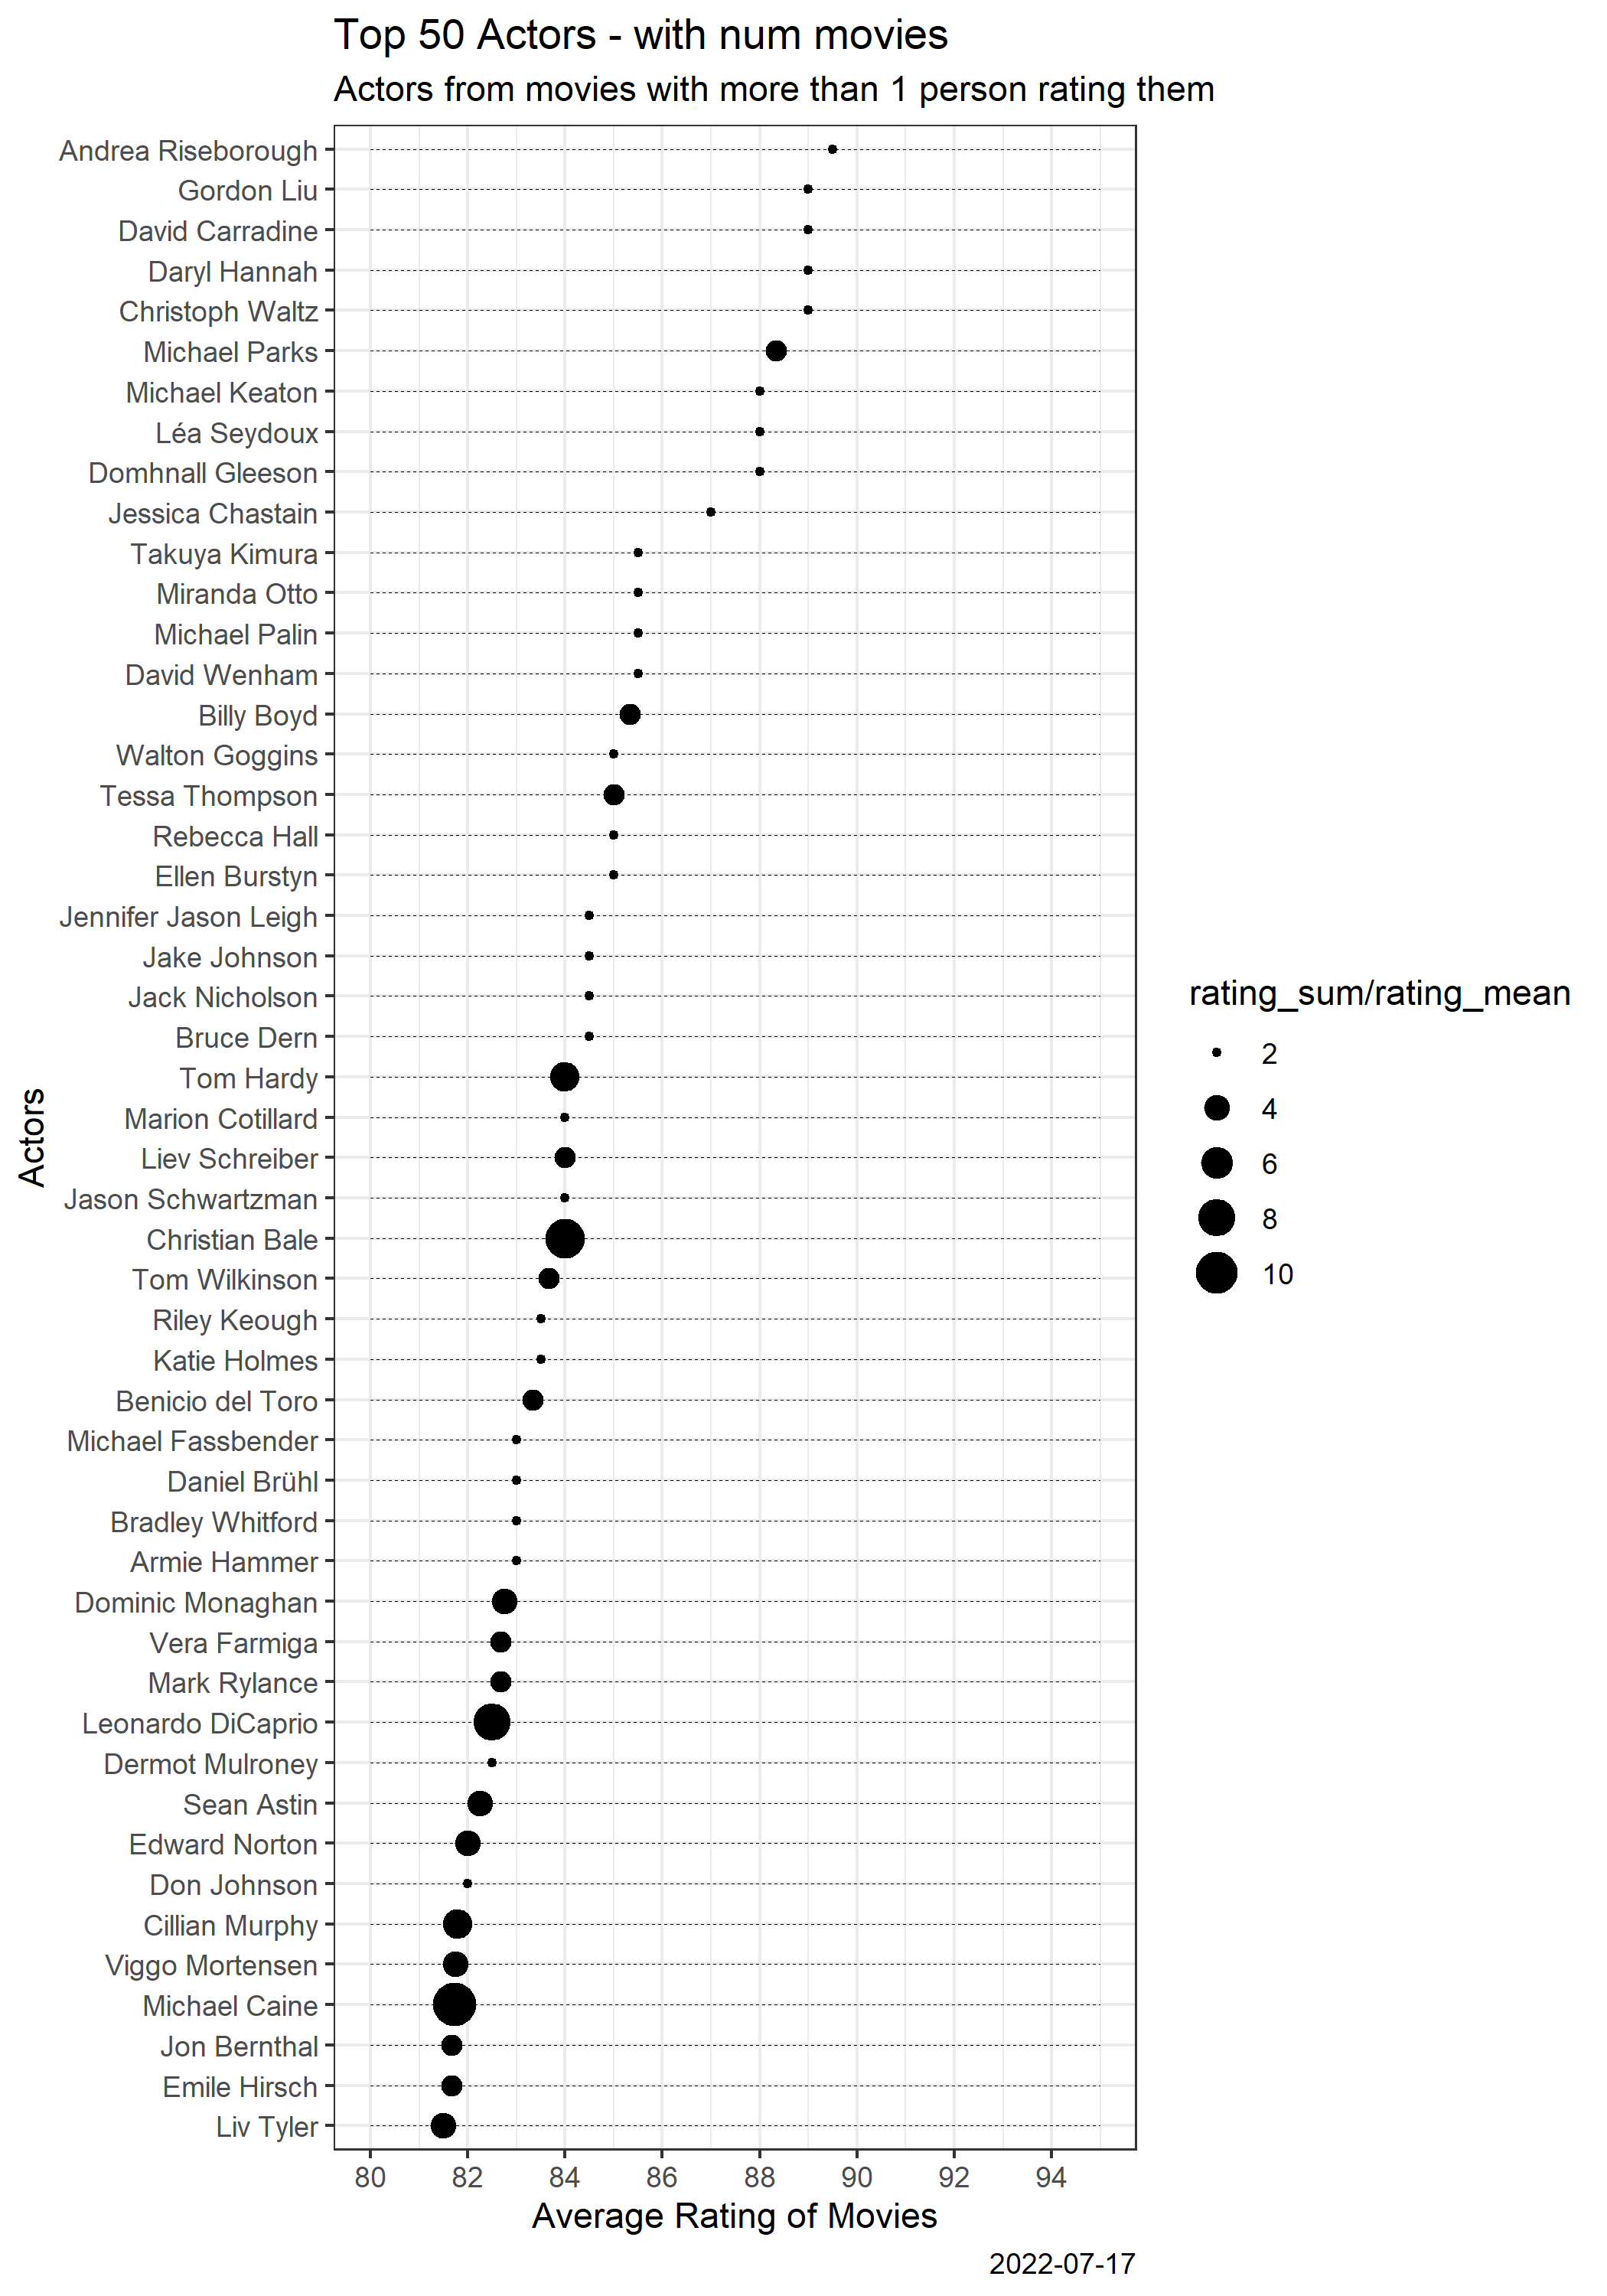 Top 50 Actors - with num movies
Actors from movies with more than 1 person rating them
Andrea Riseborough
Gordon Liu
David Carradine
Daryl Hannah
Christoph Waltz
Michael Parks
Michael Keaton
Léa Seydoux
Domhnall Gleeson
Jessica Chastain
Takuya Kimura
Miranda Otto
Michael Palin
David Wenham
Billy Boyd
Walton Goggins
Tessa Thompson
Rebecca Hall
Ellen Burstyn
Jennifer Jason Leigh
Jake Johnson
Jack Nicholson
Bruce Dern
Tom Hardy
Marion Cotillard
Liev Schreiber
Jason Schwartzman
Christian Bale
Tom Wilkinson
Riley Keough
Katie Holmes
Benicio del Toro
Michael Fassbender
Daniel Brühl
Bradley Whitford
Armie Hammer
Dominic Monaghan
Vera Farmiga
Mark Rylance
Leonardo DiCaprio
Dermot Mulroney
Sean Astin
Edward Norton
Don Johnson
Cillian Murphy
Viggo Mortensen
Michael Caine
Jon Bernthal
Emile Hirsch
Liv Tyler
Actors
80 82 84 86 88 90 92 94
Average Rating of Movies
rating_sum/rating_mean
2
4
6
8
10
2022-07-17